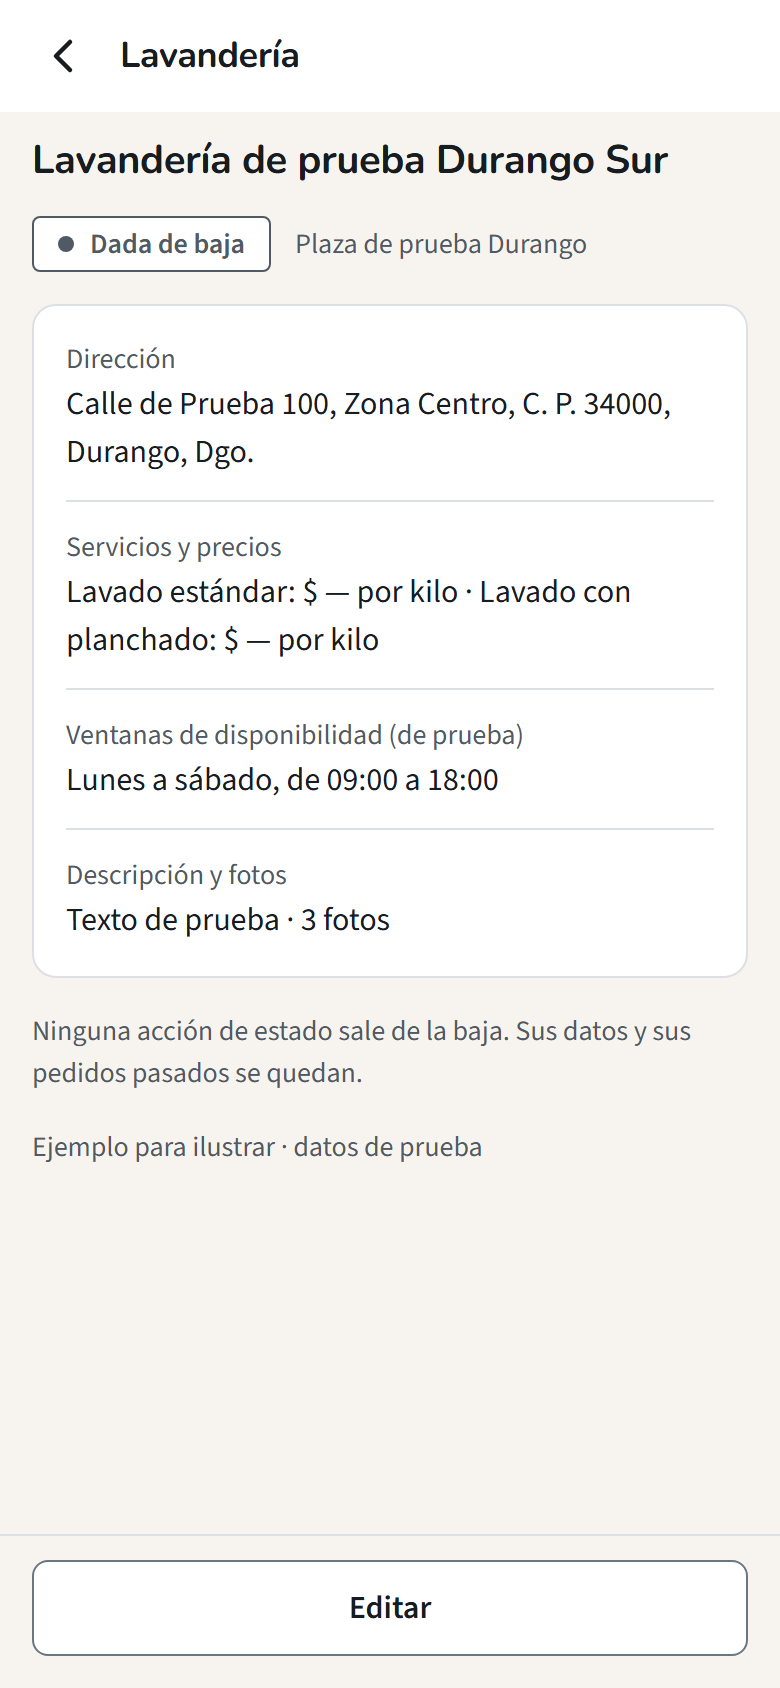 Lavandería
Lavandería de prueba Durango Sur
Dada de baja
Plaza de prueba Durango
Dirección
Calle de Prueba 100, Zona Centro, C. P. 34000,
Durango, Dgo.
Servicios y precios
Lavado estándar: $ — por kilo · Lavado con
planchado: $ — por kilo
Ventanas de disponibilidad (de prueba)
Lunes a sábado, de 09:00 a 18:00
Descripción y fotos
Texto de prueba · 3 fotos
Ninguna acción de estado sale de la baja. Sus datos y sus
pedidos pasados se quedan.
Ejemplo para ilustrar · datos de prueba
Editar